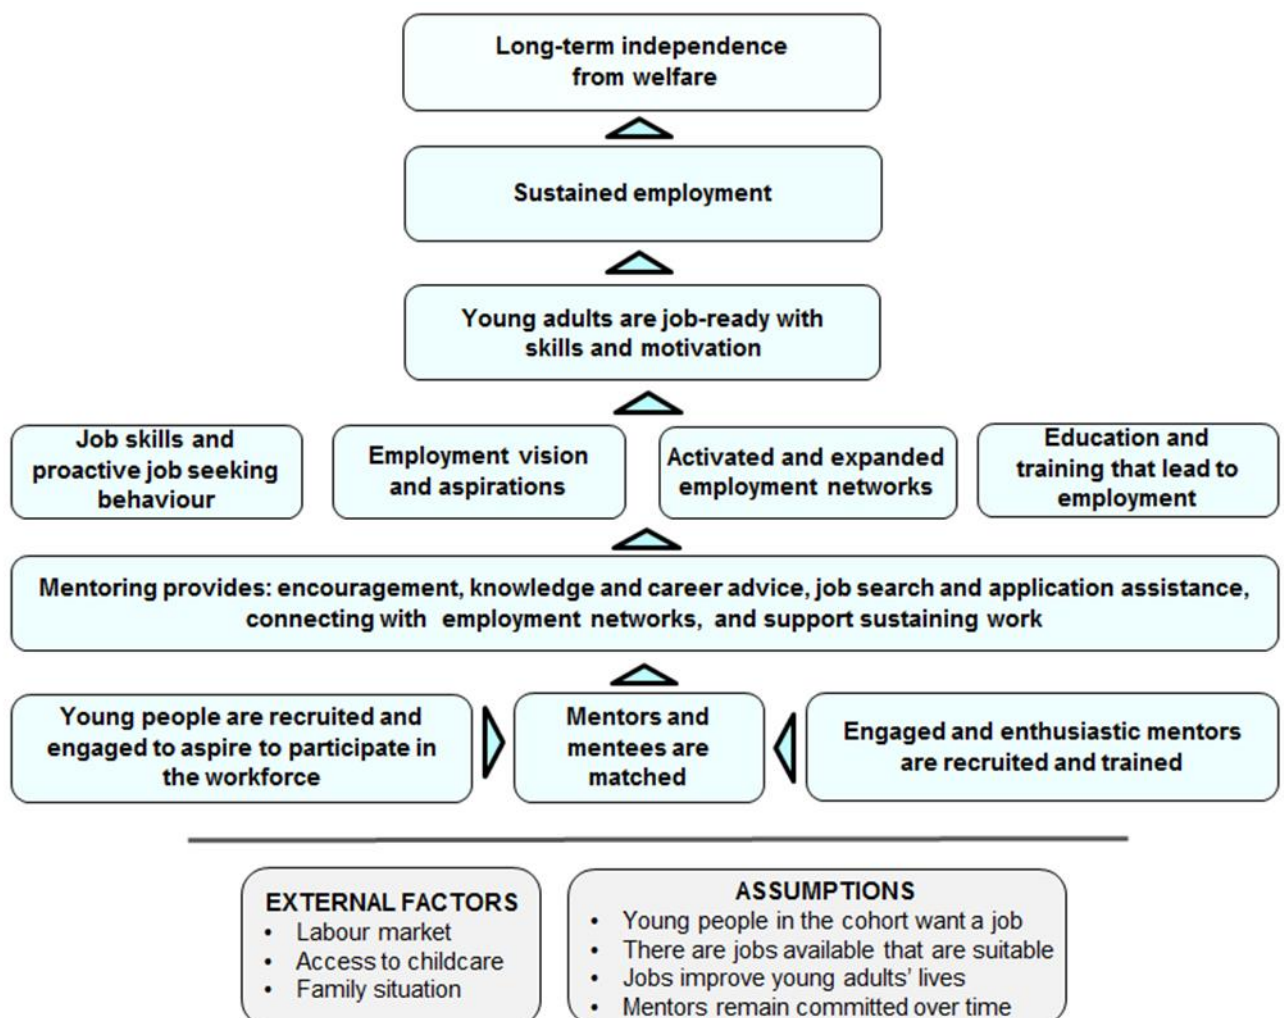 Long-term independence
from welfare
Sustained employment
Young adults are job-ready with
skills and motivation
Job skills and
proactive job seeking
behaviour
Employment vision
and aspirations
Activated and expanded
employment networks
Education and
training that lead to
employment
Mentoring provides: encouragement, knowledge and career advice, job search and application assistance,
connecting with employment networks, and support sustaining work
Young people are recruited and
engaged to aspire to participate in
the workforce
Mentors and
mentees are
matched
Engaged and enthusiastic mentors
are recruited and trained
EXTERNAL FACTORS
• Labour market
• Access to childcare
• Family situation
ASSUMPTIONS
• Young people in the cohort want a job
• There are jobs available that are suitable
• Jobs improve young adults' lives
• Mentors remain committed over time